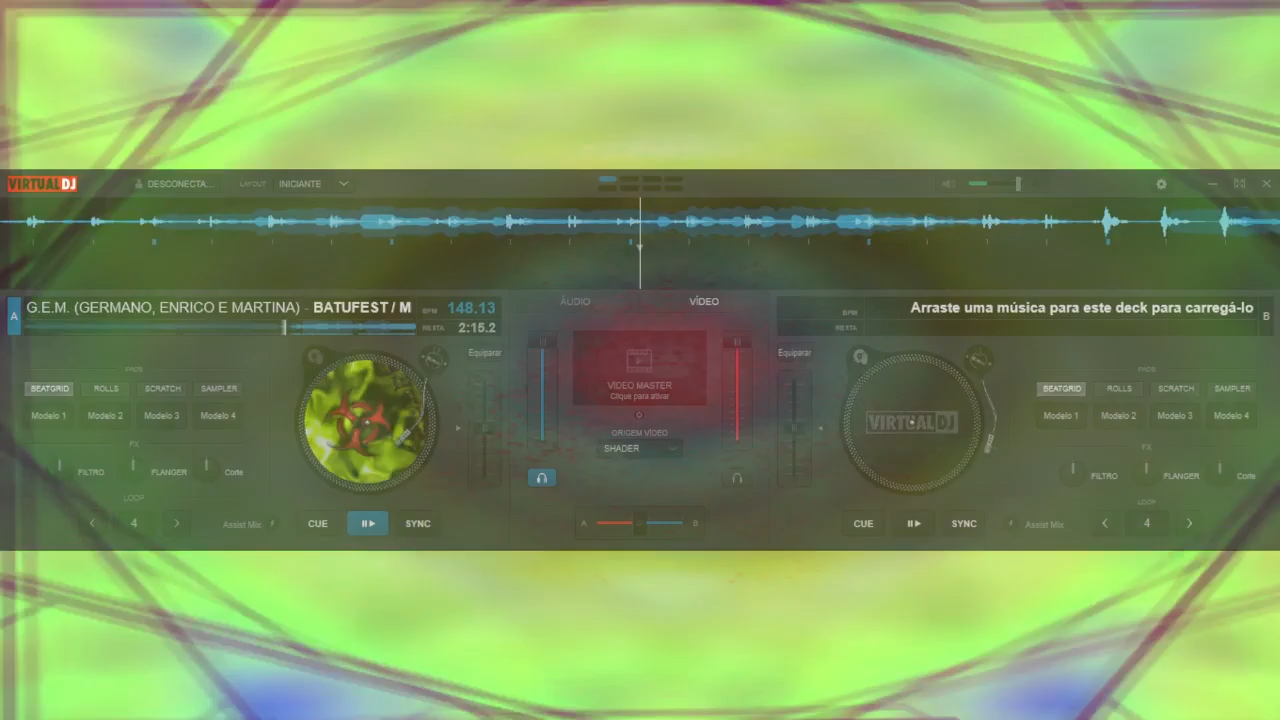 VIRTUALDJ
DESCONECTA... LAYOUT INICIANTE
A G.E.M. (GERMANO, ENRICO E MARTINA) - BATUFEST / M BPM 148.13
RESTA 2:15.2
ÁUDIO VÍDEO
BPM Arraste uma música para este deck para carregá-lo B
RESTA
Equiparar Equiparar
PADS PADS
BEATGRID ROLLS SCRATCH SAMPLER VIDEO MASTER BEATGRID ROLLS SCRATCH SAMPLER
Clique para ativar
Modelo 1 Modelo 2 Modelo 3 Modelo 4 VIRTUALDJ Modelo 1 Modelo 2 Modelo 3 Modelo 4
ORIGEM VÍDEO
FX SHADER FX
FILTRO FLANGER Corte FILTRO FLANGER Corte
LOOP LOOP
4 Assist Mix CUE SYNC A B CUE SYNC Assist Mix 4